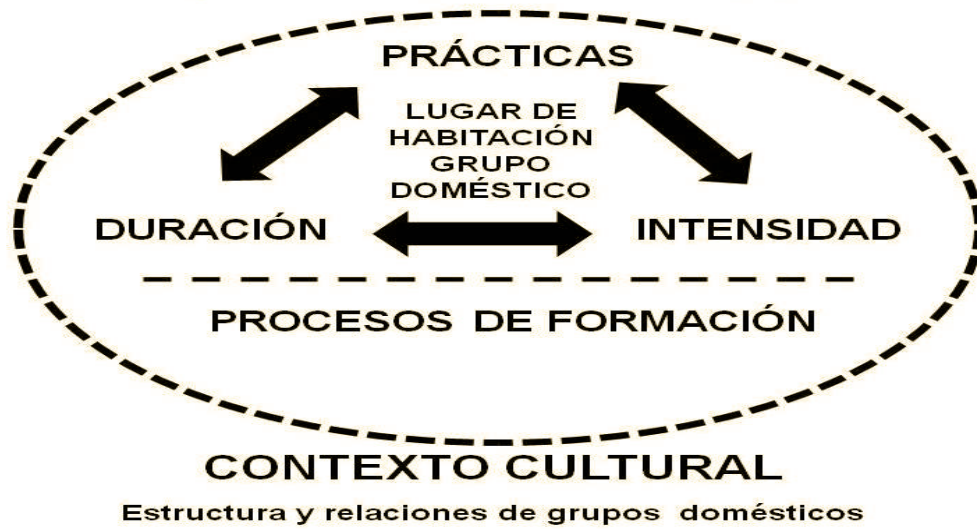 PRÁCTICAS
LUGAR DE
HABITACIÓN
GRUPO
DOMÉSTICO
DURACIÓN
INTENSIDAD
PROCESOS DE FORMACIÓN
CONTEXTO CULTURAL
Estructura y relaciones de grupos domésticos